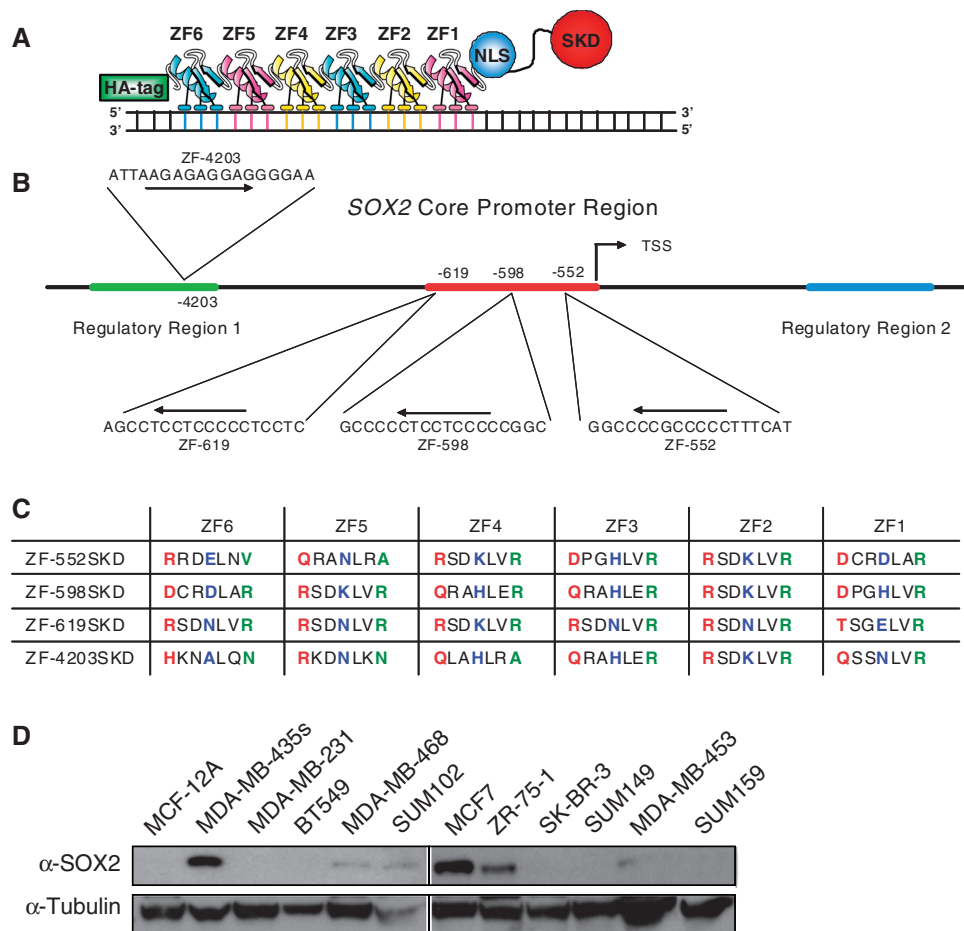 A
ZF6 ZF5 ZF4 ZF3 ZF2 ZF1
NLS
SKD
HA-tag
5' 3'
3' 5'
B
ZF-4203
ATTAAGAGAGGAGGGGAA
SOX2 Core Promoter Region
TSS
-619 -598 -552
-4203
Regulatory Region 1
Regulatory Region 2
AGCCTCCTCCCCCTCCTC
ZF-619
GCCCCCTCCTCCCCCGGC
ZF-598
GGCCCCGCCCCCTTTCAT
ZF-552
C
ZF6 ZF5 ZF4 ZF3 ZF2 ZF1
ZF-552SKD RRDELNV QRANLRA RSDKLVR DPGHLVR RSDKLVR DCRDLAR
ZF-598SKD DCRDLAR RSDKLVR QRAHLER QRAHLER RSDKLVR DPGHLVR
ZF-619SKD RSDNLVR RSDNLVR RSDKLVR RSDNLVR RSDNLVR TSGELVR
ZF-4203SKD HKNALQN RKDNLKN QLAHLRA QRAHLER RSDKLVR QSSNLVR
D
MCF-12A MDA-MB-435s MDA-MB-231 BT549 MDA-MB-468 SUM102 MCF7 ZR-75-1 SK-BR-3 SUM149 MDA-MB-453 SUM159
α-SOX2
α-Tubulin